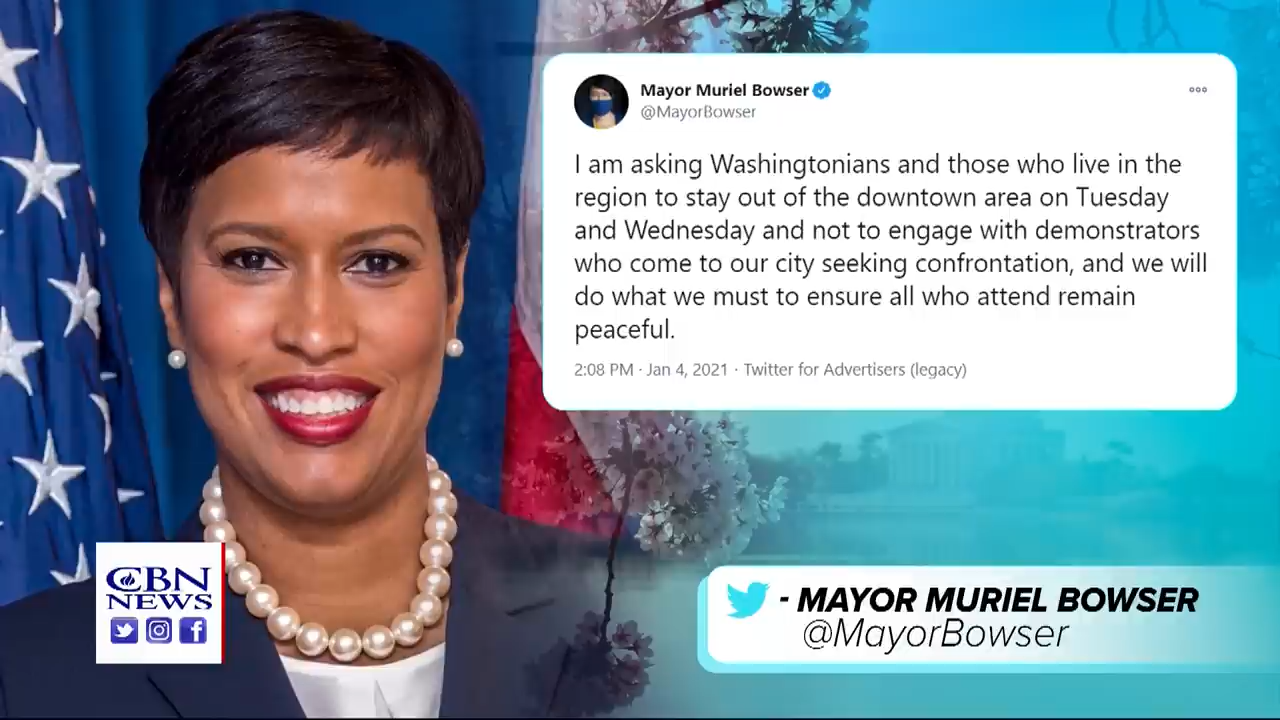 Mayor Muriel Bowser
@MayorBowser
I am asking Washingtonians and those who live in the
region to stay out of the downtown area on Tuesday
and Wednesday and not to engage with demonstrators
who come to our city seeking confrontation, and we will
do what we must to ensure all who attend remain
peaceful.
2:08 PM · Jan 4, 2021 · Twitter for Advertisers (legacy)
CBN
NEWS
- MAYOR MURIEL BOWSER
@MayorBowser